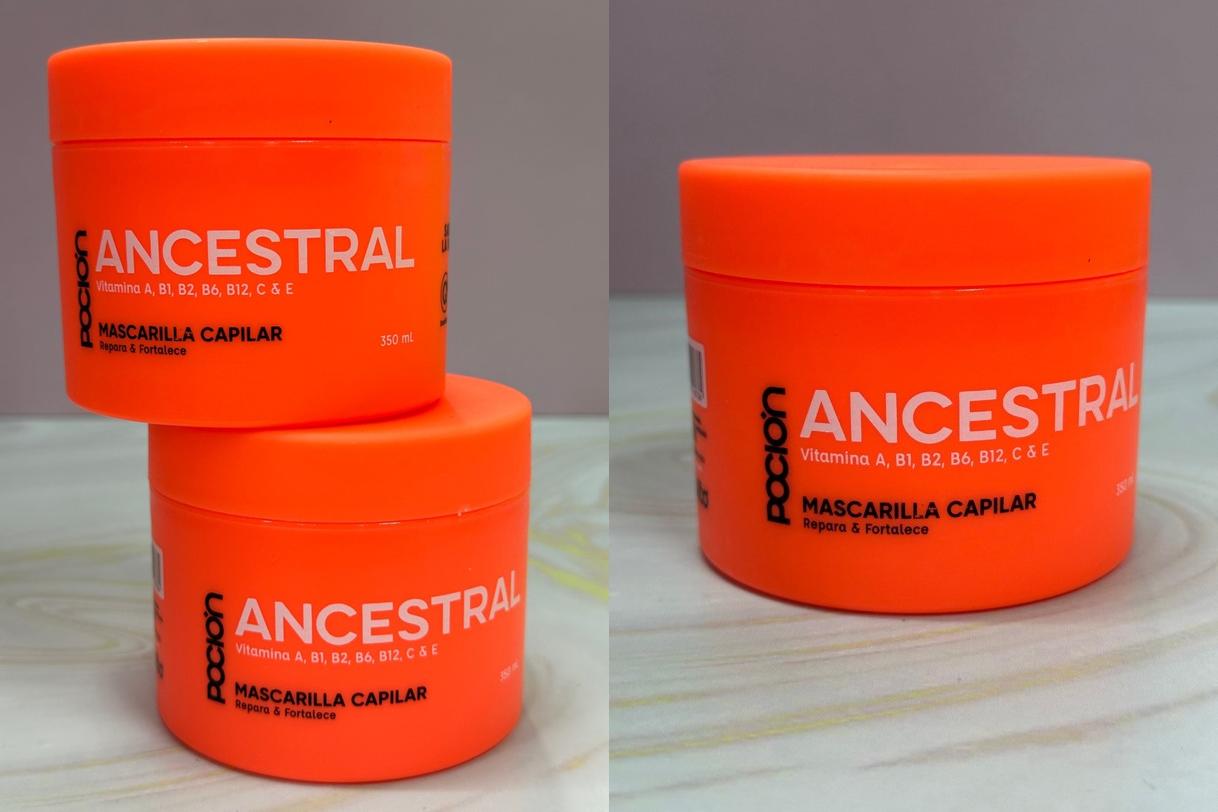 poción
ANCESTRAL
Vitamina A, B1, B2, B6, B12, C & E
MASCARILLA CAPILAR
Repara & Fortalece
350 mL
poción
ANCESTRAL
Vitamina A, B1, B2, B6, B12, C & E
MASCARILLA CAPILAR
Repara & Fortalece
350 mL
poción
ANCESTRAL
Vitamina A, B1, B2, B6, B12, C & E
MASCARILLA CAPILAR
Repara & Fortalece
350 m